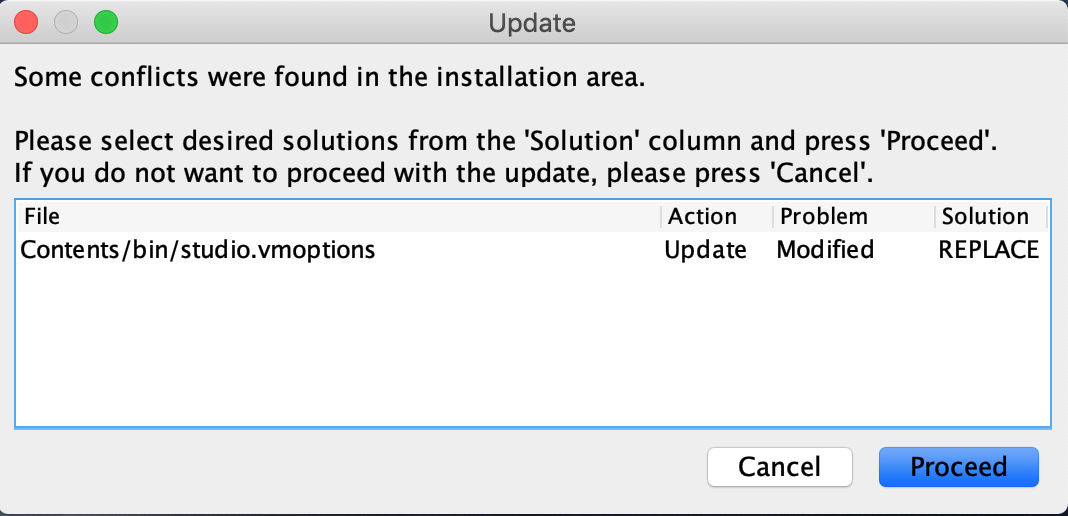 Update
Some conflicts were found in the installation area.
Please select desired solutions from the 'Solution' column and press 'Proceed'.
If you do not want to proceed with the update, please press 'Cancel'.
File Action Problem Solution
Contents/bin/studio.vmoptions Update Modified REPLACE
Cancel Proceed